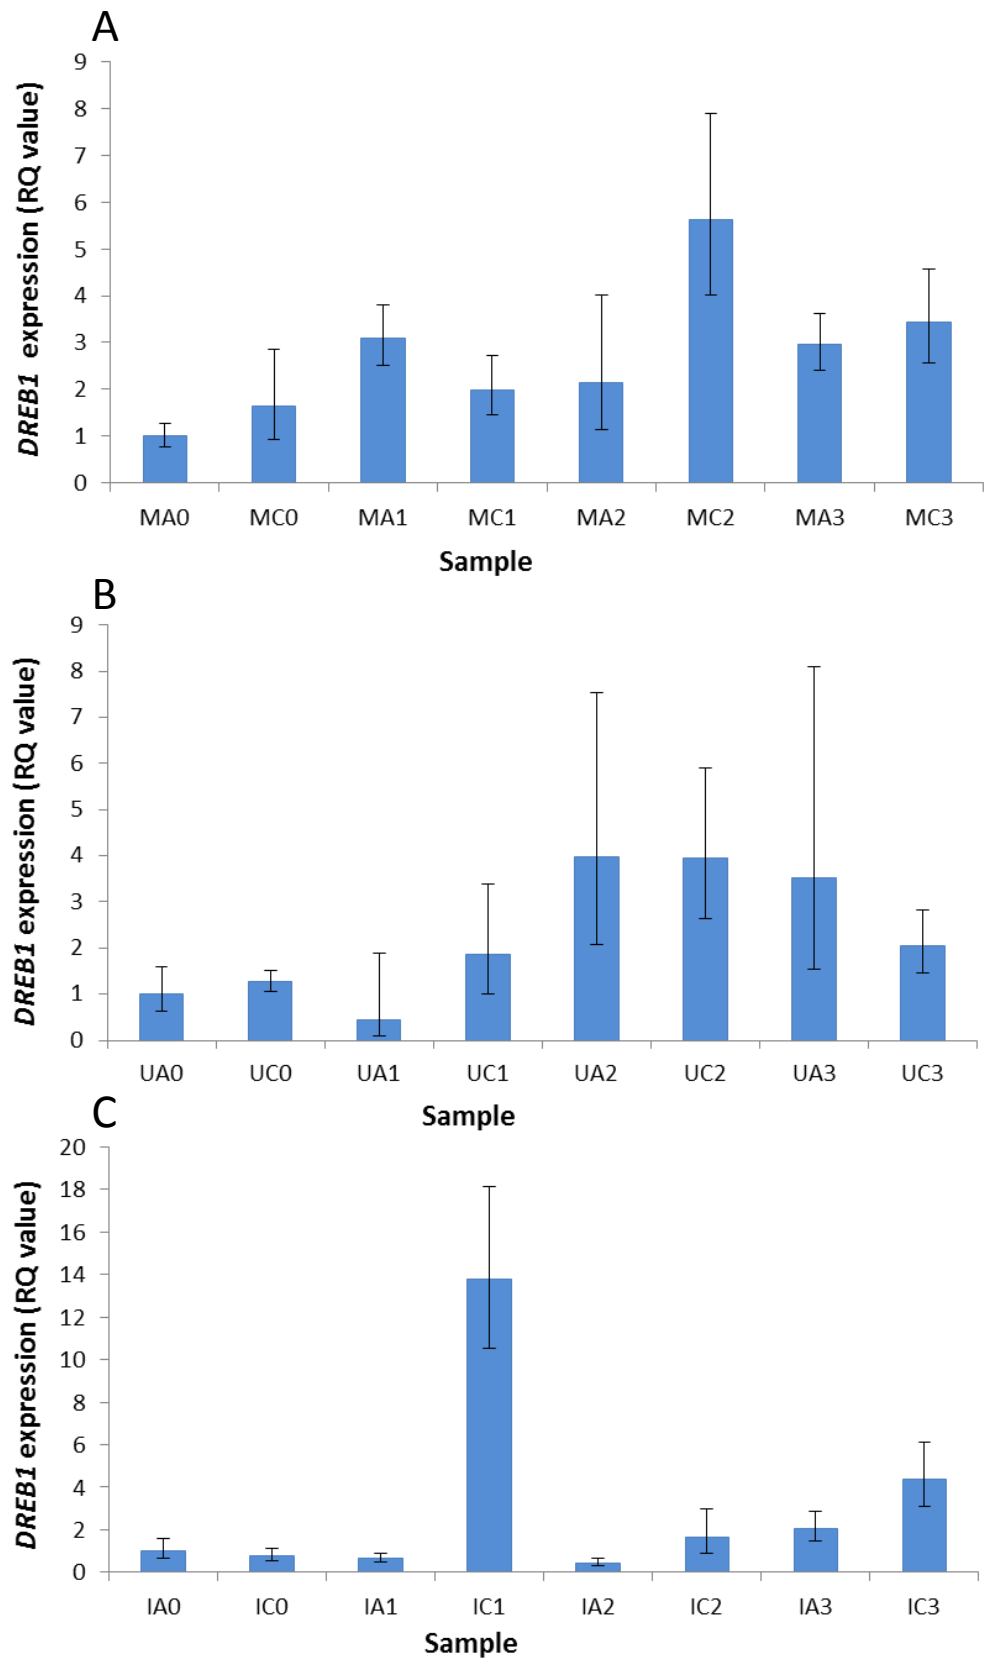 A
DREB1 expression (RQ value)
9
8
7
6
5
4
3
2
1
0
MA0 MC0 MA1 MC1 MA2 MC2 MA3 MC3
Sample
B
DREB1 expression (RQ value)
9
8
7
6
5
4
3
2
1
0
UA0 UC0 UA1 UC1 UA2 UC2 UA3 UC3
Sample
C
DREB1 expression (RQ value)
20
18
16
14
12
10
8
6
4
2
0
IA0 IC0 IA1 IC1 IA2 IC2 IA3 IC3
Sample